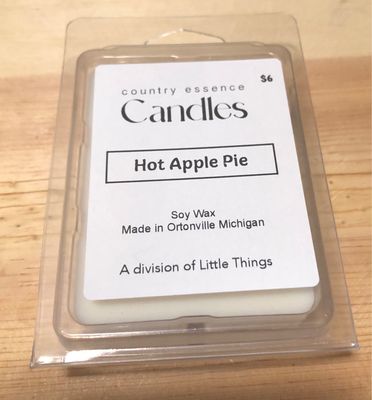 country essence
$6
Candles
Hot Apple Pie
Soy Wax
Made in Ortonville Michigan
A division of Little Things